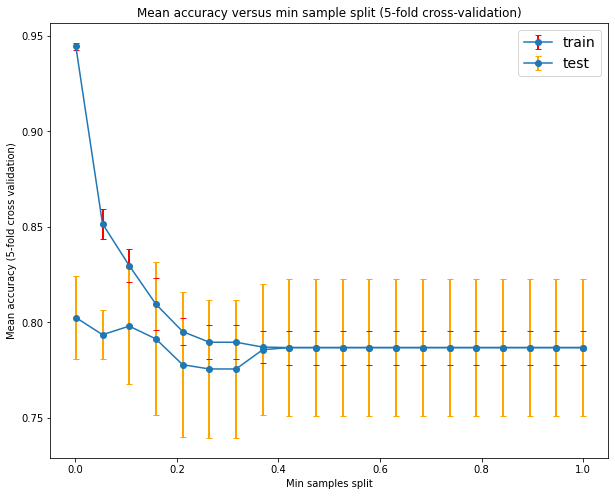 Mean accuracy versus min sample split (5-fold cross-validation)
train
test
0.95
0.90
0.85
0.80
0.75
Mean accuracy (5-fold cross validation)
0.0 0.2 0.4 0.6 0.8 1.0
Min samples split